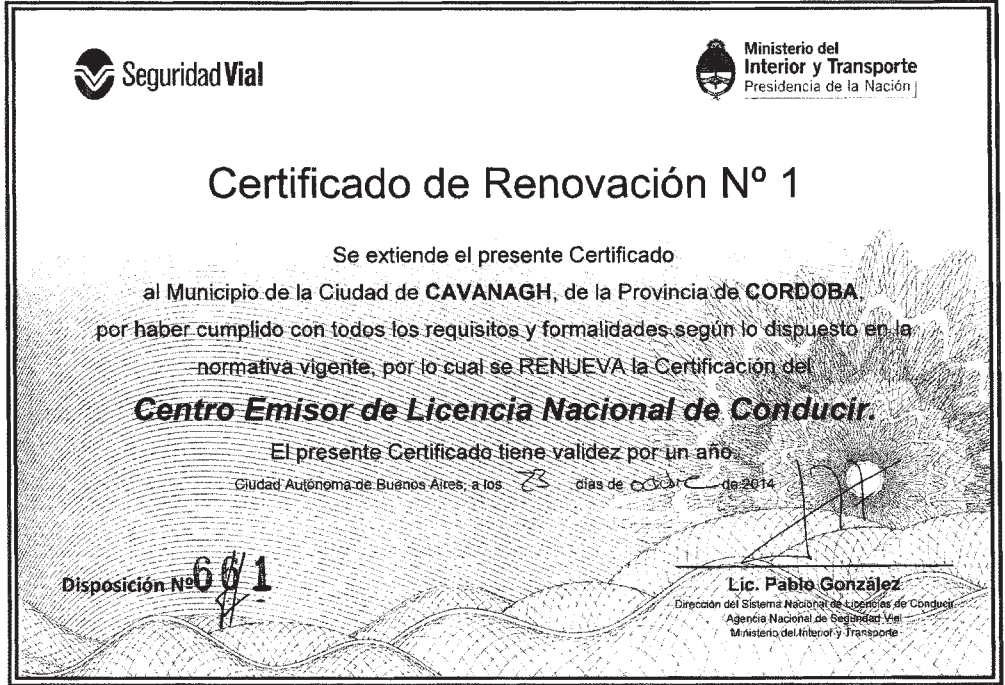 Seguridad Vial
Ministerio del
Interior y Transporte
Presidencia de la Nación
Certificado de Renovación Nº 1
Se extiende el presente Certificado
al Municipio de la Ciudad de CAVANAGH, de la Provincia de CORDOBA,
por haber cumplido con todos los requisitos y formalidades según lo dispuesto en la
normativa vigente, por lo cual se RENUEVA la Certificación del
Centro Emisor de Licencia Nacional de Conducir.
El presente Certificado tiene validez por un año.
Ciudad Autónoma de Buenos Aires, a los 23 días de octubre de 2014
Disposición Nº 661
Lic. Pablo González
Dirección del Sistema Nacional de Licencias de Conducir
Agencia Nacional de Seguridad Vial
Ministerio del Interior y Transporte